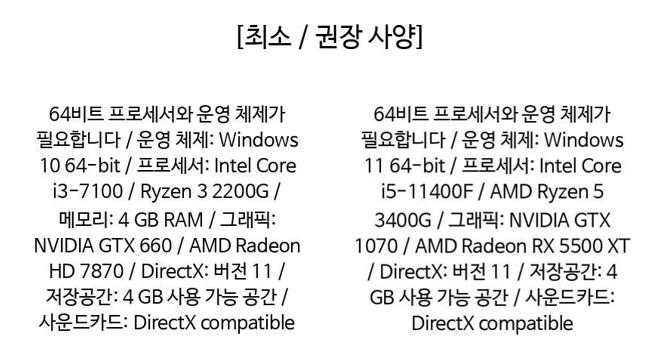 [최소 / 권장 사양]
64비트 프로세서와 운영 체제가
필요합니다 / 운영 체제: Windows
10 64-bit / 프로세서: Intel Core
i3-7100 / Ryzen 3 2200G /
메모리: 4 GB RAM / 그래픽:
NVIDIA GTX 660 / AMD Radeon
HD 7870 / DirectX: 버전 11 /
저장공간: 4 GB 사용 가능 공간 /
사운드카드: DirectX compatible
64비트 프로세서와 운영 체제가
필요합니다 / 운영 체제: Windows
11 64-bit / 프로세서: Intel Core
i5-11400F / AMD Ryzen 5
3400G / 그래픽: NVIDIA GTX
1070 / AMD Radeon RX 5500 XT
/ DirectX: 버전 11 / 저장공간: 4
GB 사용 가능 공간 / 사운드카드:
DirectX compatible